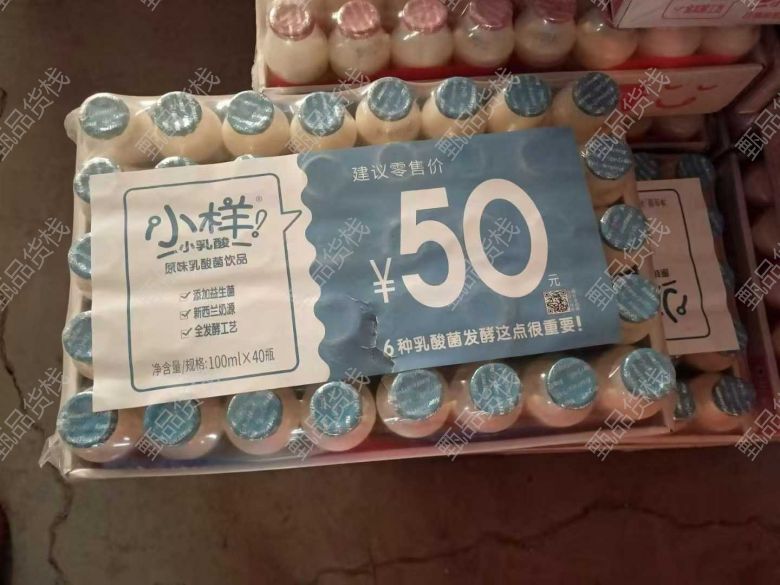 小样!®
小乳酸
原味乳酸菌饮品
添加益生菌
新西兰奶源
全发酵工艺
净含量/规格:100ml×40瓶
建议零售价
¥50元
6种乳酸菌发酵这点很重要!
甄品货栈